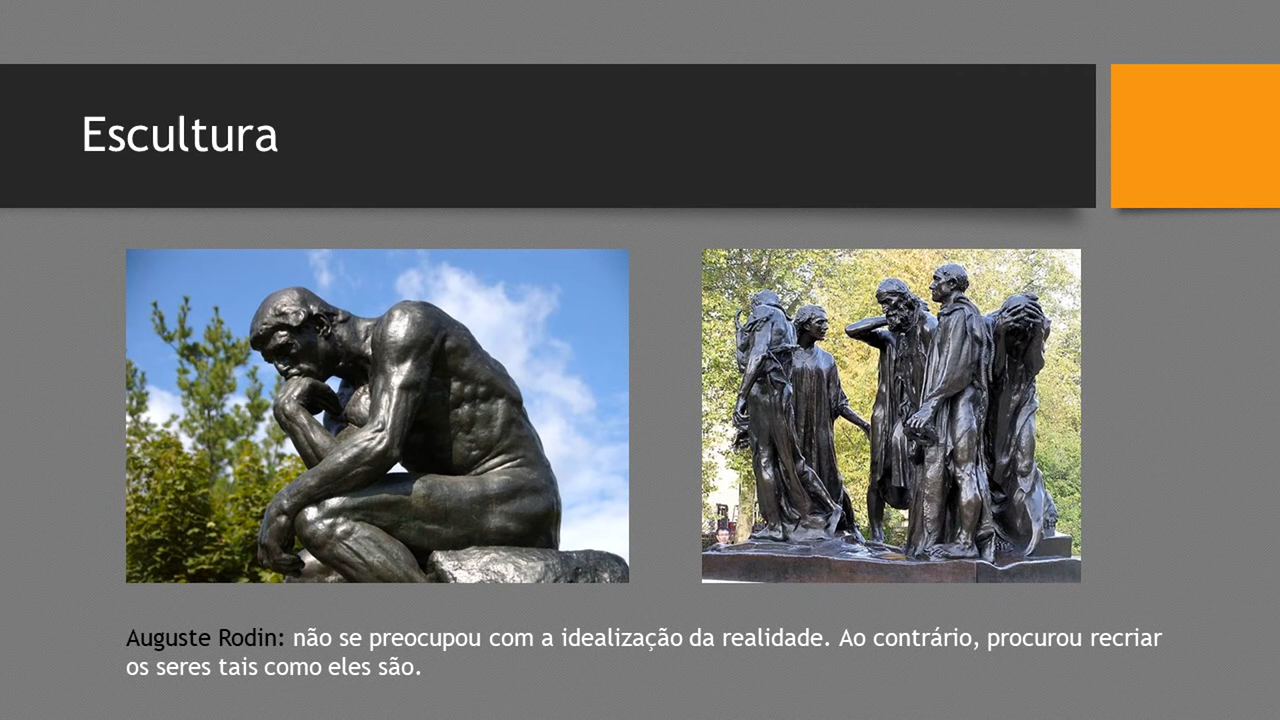 Escultura
Auguste Rodin: não se preocupou com a idealização da realidade. Ao contrário, procurou recriar
os seres tais como eles são.